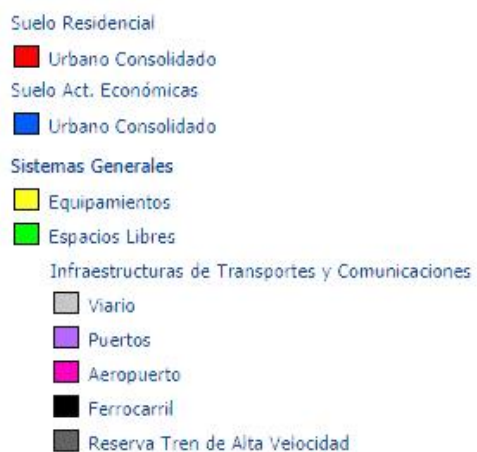 Suelo Residencial
Urbano Consolidado
Suelo Act. Económicas
Urbano Consolidado
Sistemas Generales
Equipamientos
Espacios Libres
Infraestructuras de Transportes y Comunicaciones
Viario
Puertos
Aeropuerto
Ferrocarril
Reserva Tren de Alta Velocidad